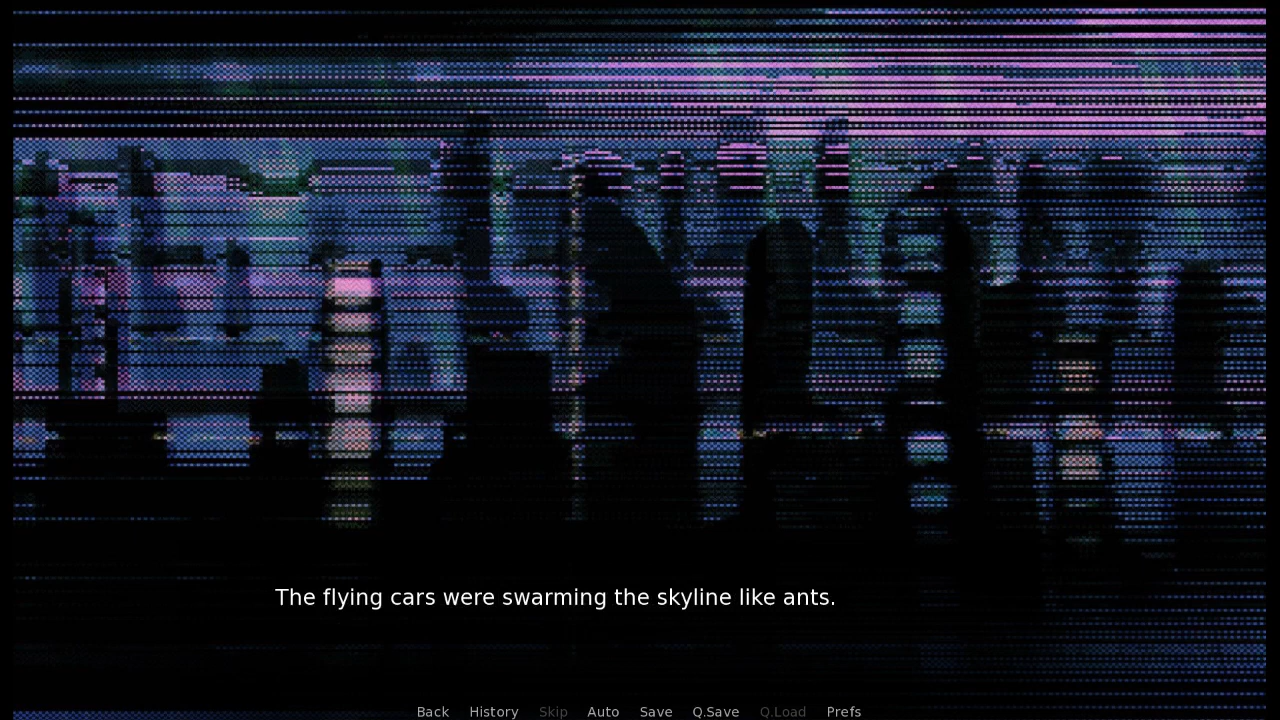 The flying cars were swarming the skyline like ants.
Back History Skip Auto Save Q.Save Q.Load Prefs